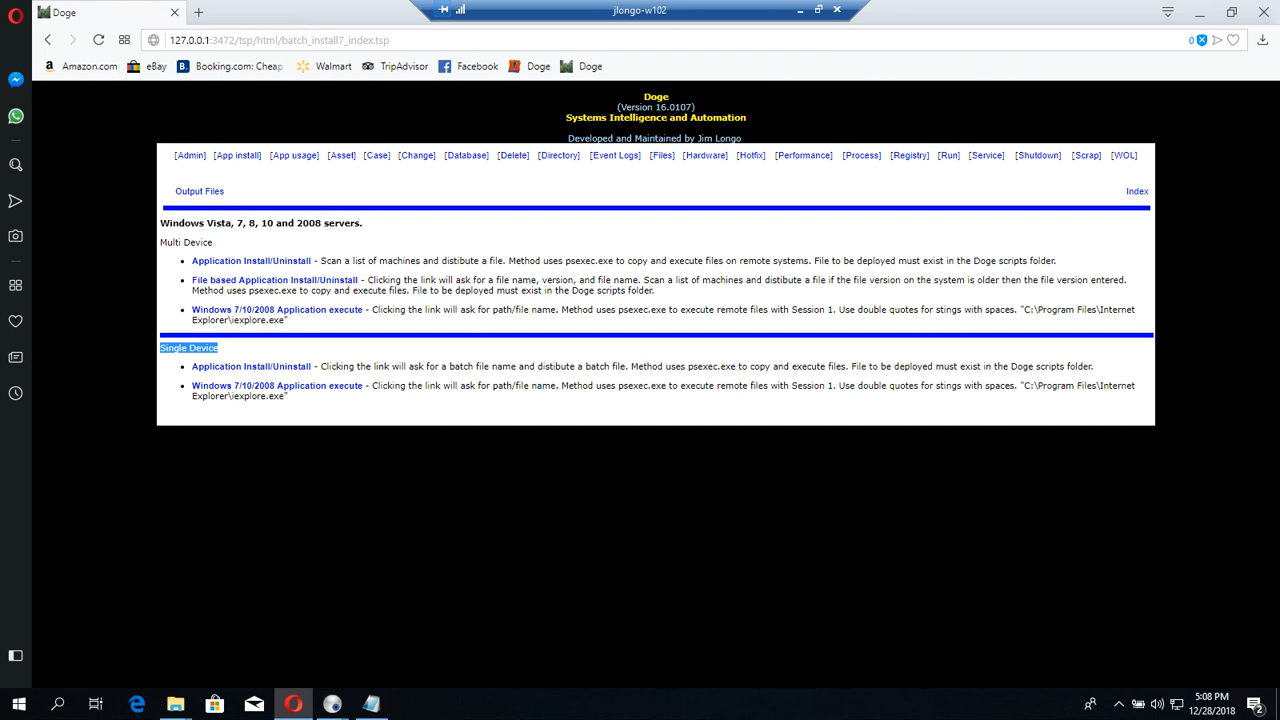 Doge
jlongo-w102
127.0.0.1:3472/tsp/html/batch_install7_index.tsp
0
Amazon.com eBay Booking.com: Cheap Walmart TripAdvisor Facebook Doge Doge
Doge
(Version 16.0107)
Systems Intelligence and Automation
Developed and Maintained by Jim Longo
[Admin] [App install] [App usage] [Asset] [Case] [Change] [Database] [Delete] [Directory] [Event Logs] [Files] [Hardware] [Hotfix] [Performance] [Process] [Registry] [Run] [Service] [Shutdown] [Scrap] [WOL]
Output Files Index
Windows Vista, 7, 8, 10 and 2008 servers.
Multi Device
• Application Install/Uninstall - Scan a list of machines and distibute a file. Method uses psexec.exe to copy and execute files on remote systems. File to be deployed must exist in the Doge scripts folder.
• File based Application Install/Uninstall - Clicking the link will ask for a file name, version, and file name. Scan a list of machines and distibute a file if the file version on the system is older then the file version entered.
Method uses psexec.exe to copy and execute files. File to be deployed must exist in the Doge scripts folder.
• Windows 7/10/2008 Application execute - Clicking the link will ask for path/file name. Method uses psexec.exe to execute remote files with Session 1. Use double quotes for stings with spaces. "C:\Program Files\Internet
Explorer\iexplore.exe"
Single Device
• Application Install/Uninstall - Clicking the link will ask for a batch file name and distibute a batch file. Method uses psexec.exe to copy and execute files. File to be deployed must exist in the Doge scripts folder.
• Windows 7/10/2008 Application execute - Clicking the link will ask for path/file name. Method uses psexec.exe to execute remote files with Session 1. Use double quotes for stings with spaces. "C:\Program Files\Internet
Explorer\iexplore.exe"
5:08 PM
12/28/2018
2